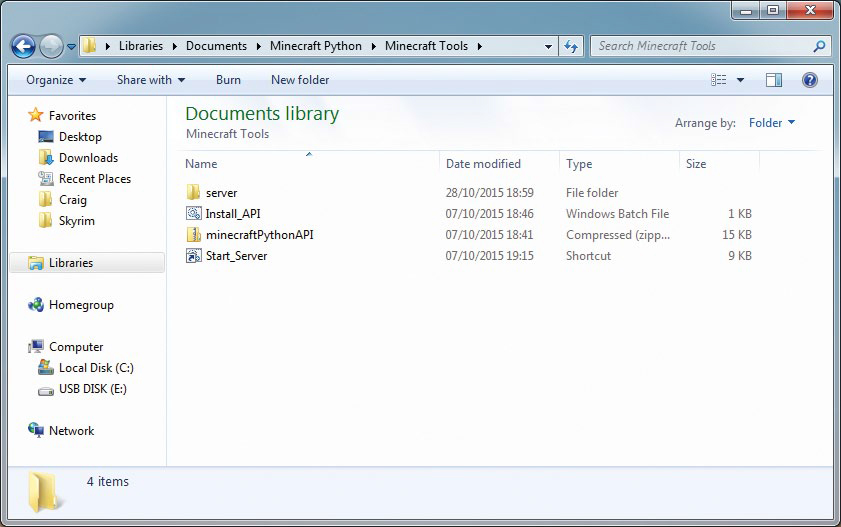 Libraries Documents Minecraft Python Minecraft Tools Search Minecraft Tools
Organize Share with Burn New folder
Favorites
Desktop
Downloads
Recent Places
Craig
Skyrim
Libraries
Homegroup
Computer
Local Disk (C:)
USB DISK (E:)
Network
Documents library
Minecraft Tools
Arrange by: Folder
Name Date modified Type Size
server 28/10/2015 18:59 File folder
Install_API 07/10/2015 18:46 Windows Batch File 1 KB
minecraftPythonAPI 07/10/2015 18:41 Compressed (zipp... 15 KB
Start_Server 07/10/2015 19:15 Shortcut 9 KB
4 items